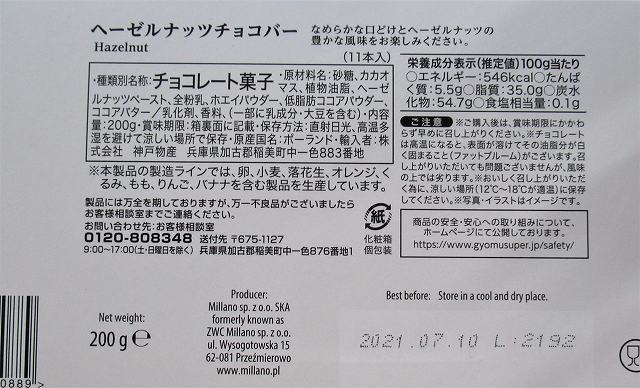 ヘーゼルナッツチョコバー
Hazelnut
なめらかな口どけとヘーゼルナッツの
豊かな風味をお楽しみください。
(11本入)
・種類別名称:チョコレート菓子・原材料名:砂糖、カカオ
マス、植物油脂、ヘーゼ
ルナッツペースト、全粉乳、ホエイパウダー、低脂肪ココアパウダー、
ココアバター/乳化剤、香料、(一部に乳成分・大豆を含む)・内容
量:200g・賞味期限:箱裏面に記載・保存方法:直射日光、高温多
湿を避けて涼しい場所で保存・原産国名:ポーランド・輸入者:株
式会社 神戸物産 兵庫県加古郡稲美町中一色883番地
※本製品の製造ラインでは、卵、小麦、落花生、オレンジ、く
るみ、もも、りんご、バナナを含む製品を生産しています。
製品には万全を期しておりますが、万一不良品がございましたら
お客様相談室までご連絡ください。
お問い合わせ先:お客様相談室
0120-808348 送付先 〒675-1127
9:00~17:00(土・日曜日を除く) 兵庫県加古郡稲美町中一色876番地1
紙
化粧箱
個包装
栄養成分表示(推定値)100g当たり
○エネルギー:546kcal○たんぱ
く質:5.5g○脂質:35.0g○炭水
化物:54.7g○食塩相当量:0.1g
ご注意 ※ご購入後は、賞味期限にかかわ
らず早めに召し上がりください。※チョコレート
は高温になると、表面が溶けてその油脂分が白
く固まること(ファットブルーム)がございます。召
し上がりいただいても問題ございませんが、風味
の上では劣ります。※おいしく召し上がりいただ
く為に、涼しい場所(12℃~18℃が適温)に保存
してください。※写真・イラストはイメージです。
商品の安全・安心への取り組みについて、
ホームページにて公開しております。
https://www.gyomusuper.jp/safety/
Net weight:
200 g ℮
Producer:
Millano sp. z o.o. SKA
formerly known as
ZWC Millano sp. z o.o.
ul. Wysogotowska 15
62-081 Przeźmierowo
www.millano.pl
Best before: Store in a cool and dry place.
2021.07.10 L:2192
0889>